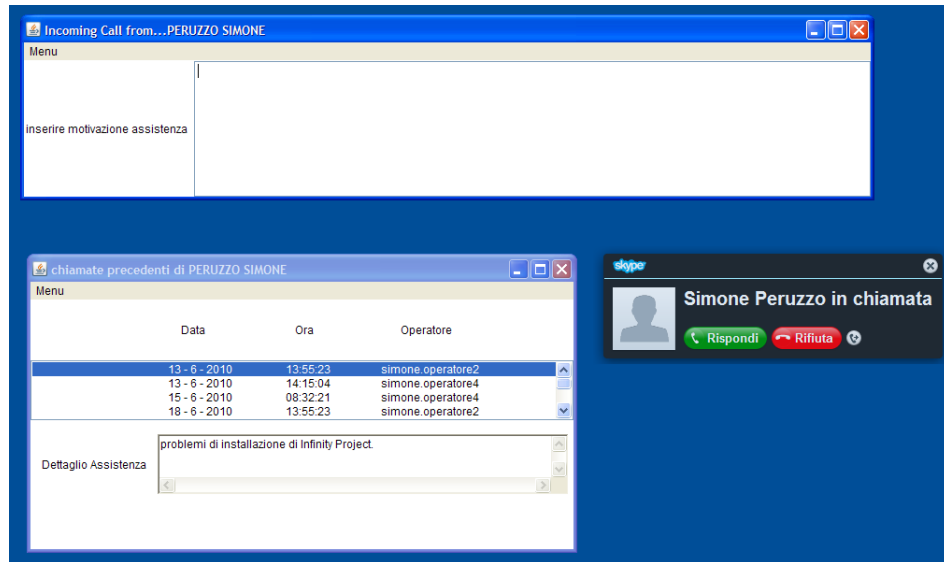 Incoming Call from...PERUZZO SIMONE
Menu
inserire motivazione assistenza
chiamate precedenti di PERUZZO SIMONE
Menu
Data Ora Operatore
13 - 6 - 2010 13:55:23 simone.operatore2
13 - 6 - 2010 14:15:04 simone.operatore4
15 - 6 - 2010 08:32:21 simone.operatore4
18 - 6 - 2010 13:55:23 simone.operatore2
Dettaglio Assistenza
problemi di installazione di Infinity Project.
skype
Simone Peruzzo in chiamata
Rispondi Rifiuta